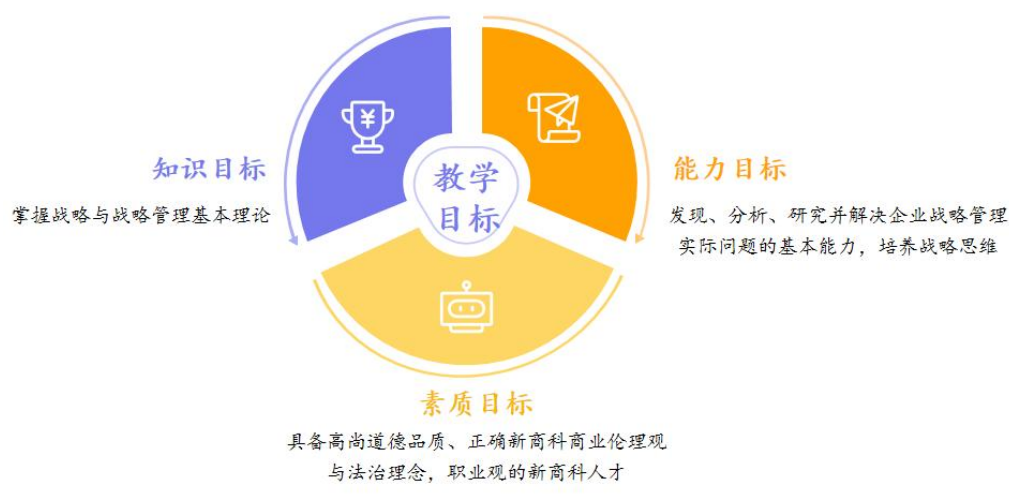 知识目标
掌握战略与战略管理基本理论
教学
目标
能力目标
发现、分析、研究并解决企业战略管理
实际问题的基本能力，培养战略思维
素质目标
具备高尚道德品质、正确新商科商业伦理观
与法治理念，职业观的新商科人才
¥